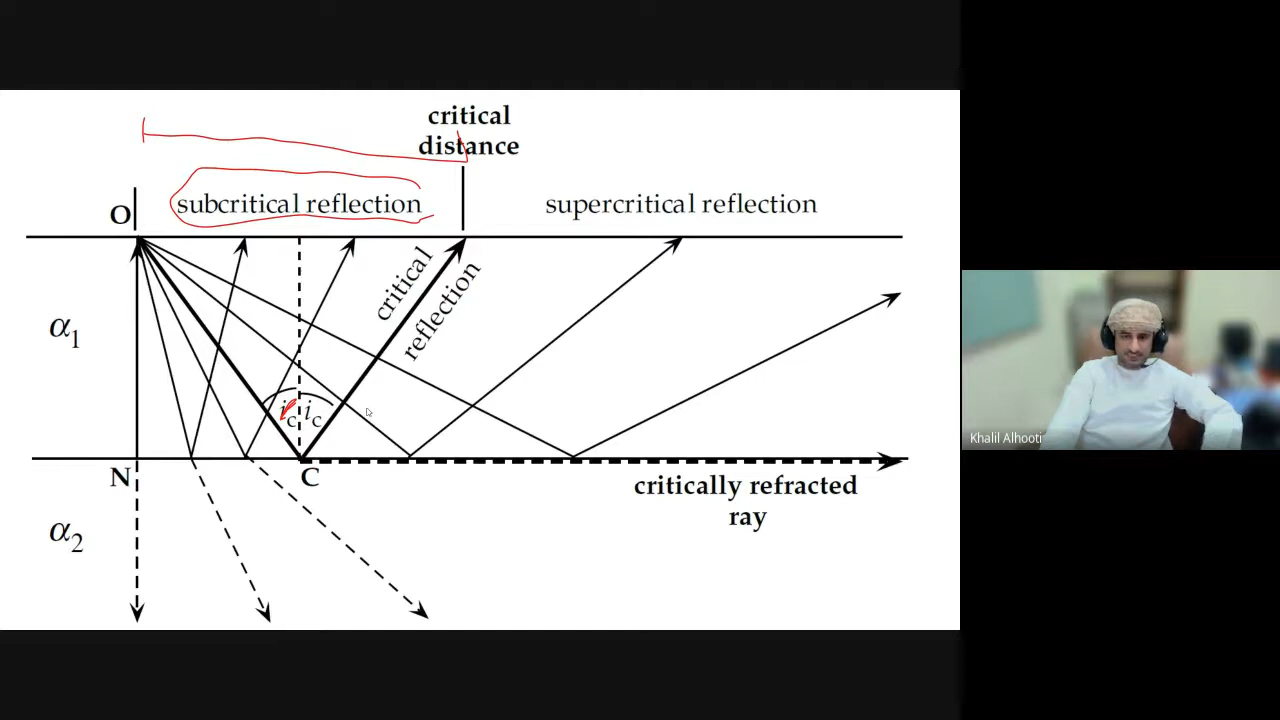 critical
distance
subcritical reflection
supercritical reflection
O
critical
reflection
α1
ic
ic
N
C
critically refracted
ray
α2
Khalil Alhooti